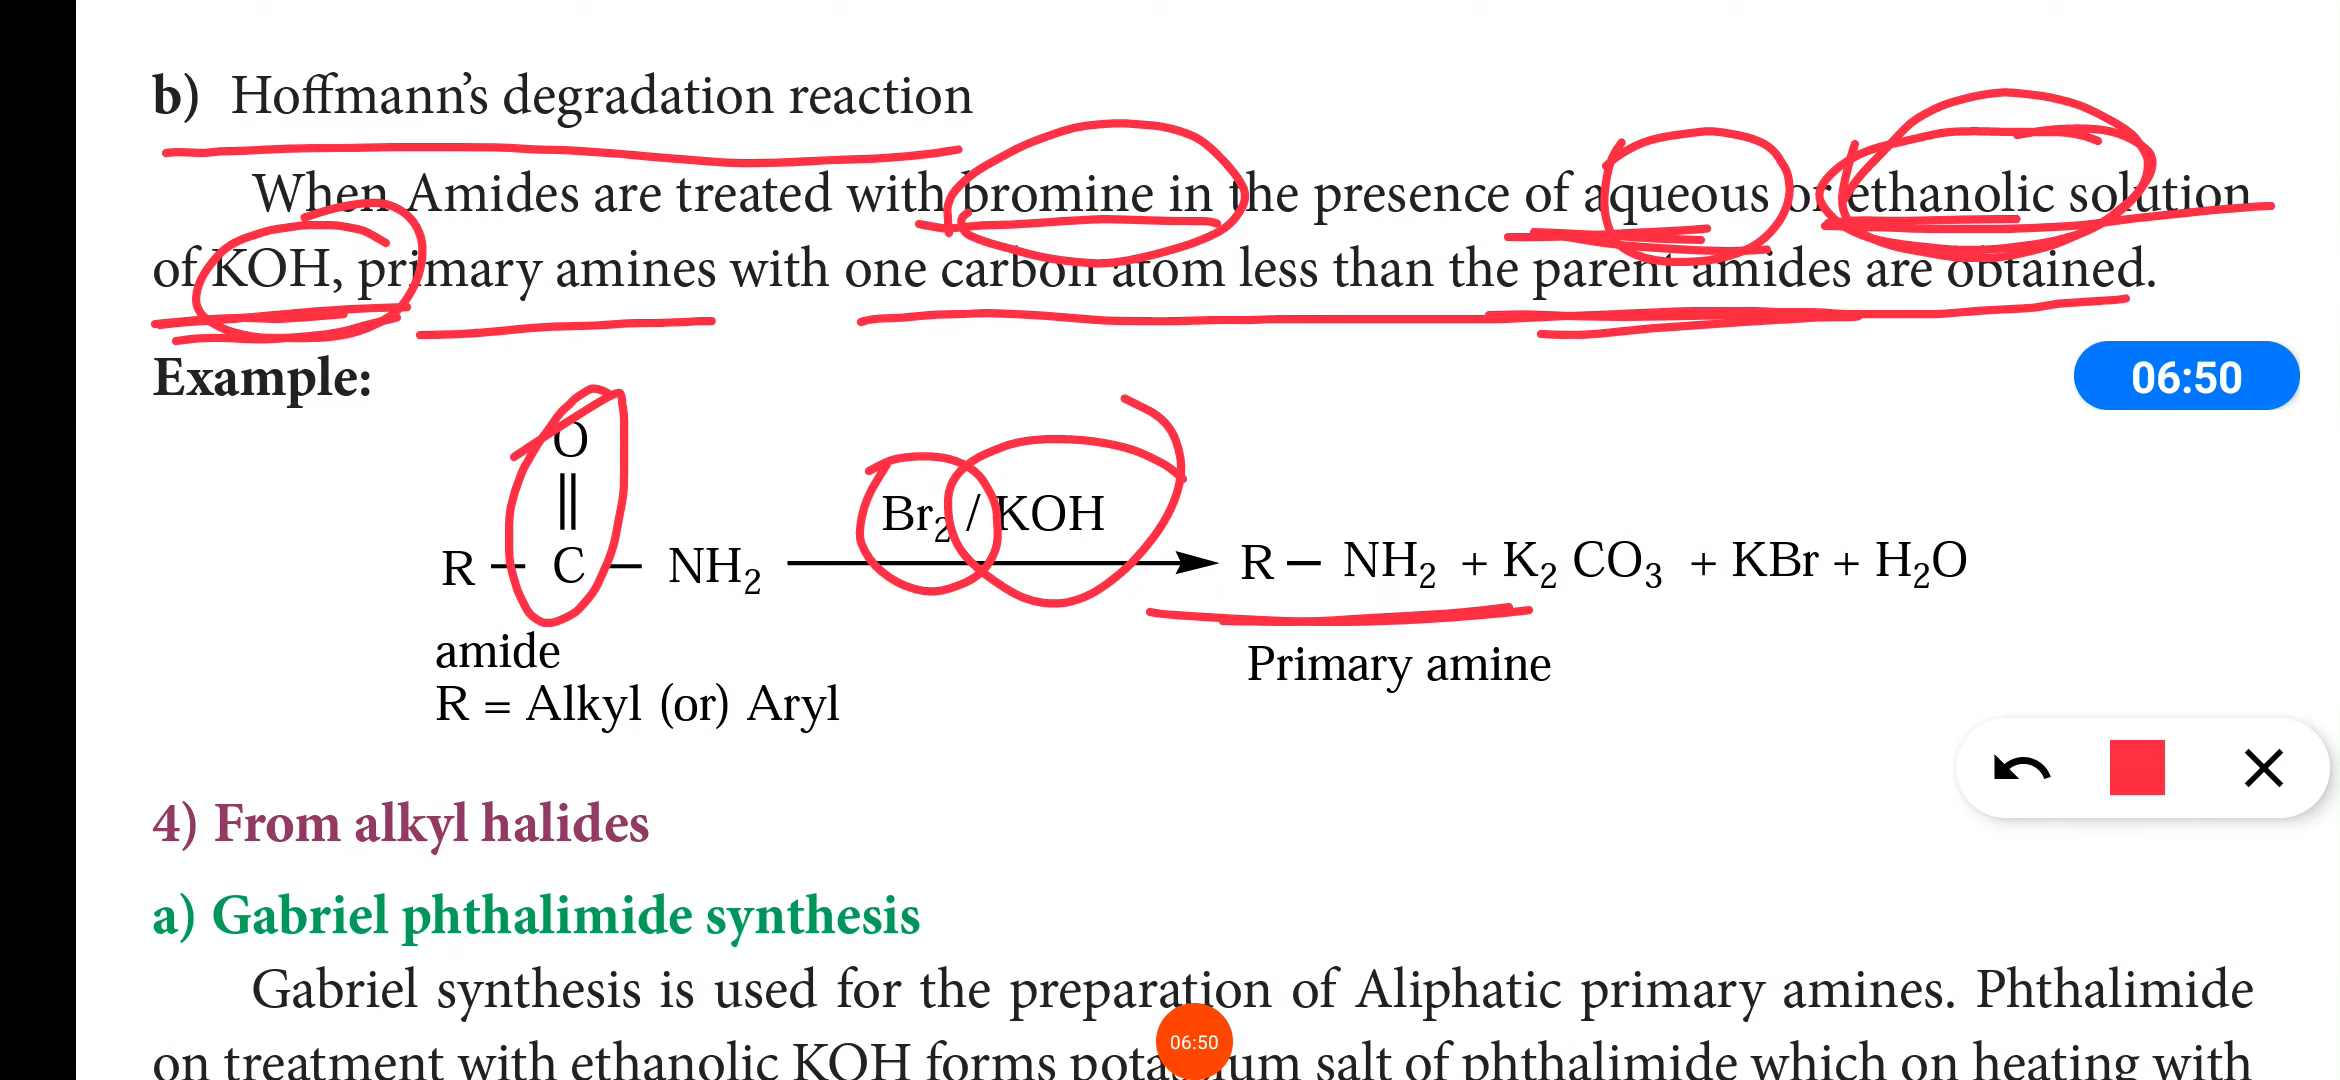 b) Hoffmann's degradation reaction
When Amides are treated with bromine in the presence of aqueous or ethanolic solution
of KOH, primary amines with one carbon atom less than the parent amides are obtained.
Example:
06:50
O
||
R – C – NH₂ Br₂ / KOH → R – NH₂ + K₂ CO₃ + KBr + H₂O
amide Primary amine
R = Alkyl (or) Aryl
4) From alkyl halides
a) Gabriel phthalimide synthesis
Gabriel synthesis is used for the preparation of Aliphatic primary amines. Phthalimide
06:50
on treatment with ethanolic KOH forms salt of phthalimide which on heating with